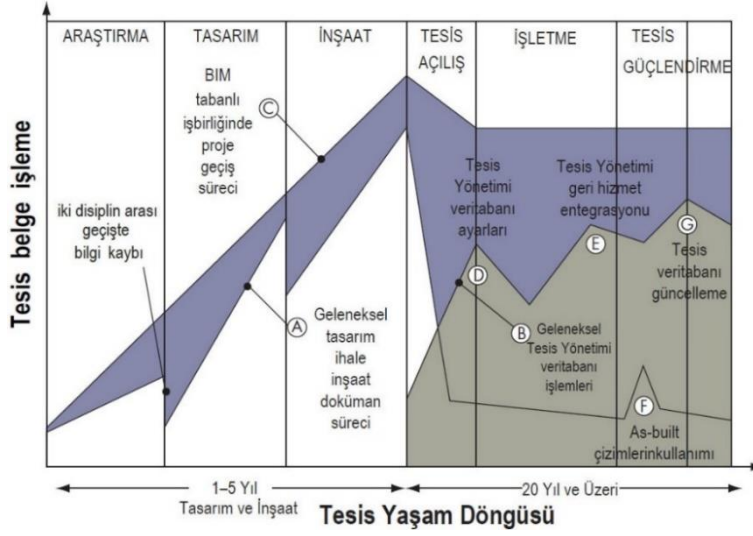 ARAŞTIRMA
TASARIM
İNŞAAT
TESİS
AÇILIŞ
İŞLETME
TESİS
GÜÇLENDİRME
BIM
tabanlı
işbirliğinde
proje
geçiş
süreci
C
iki disiplin arası
geçişte
bilgi kaybı
A
Geleneksel
tasarım
ihale
inşaat
doküman
süreci
Tesis
Yönetimi
veritabanı
ayarları
D
Tesis Yönetimi
geri hizmet
entegrasyonu
E
G
Tesis
veritabanı
güncelleme
B
Geleneksel
Tesis Yönetimi
veritabanı
işlemleri
F
As-built
çizimlerinkullanımı
Tesis belge işleme
1–5 Yıl
Tasarım ve İnşaat
20 Yıl ve Üzeri
Tesis Yaşam Döngüsü